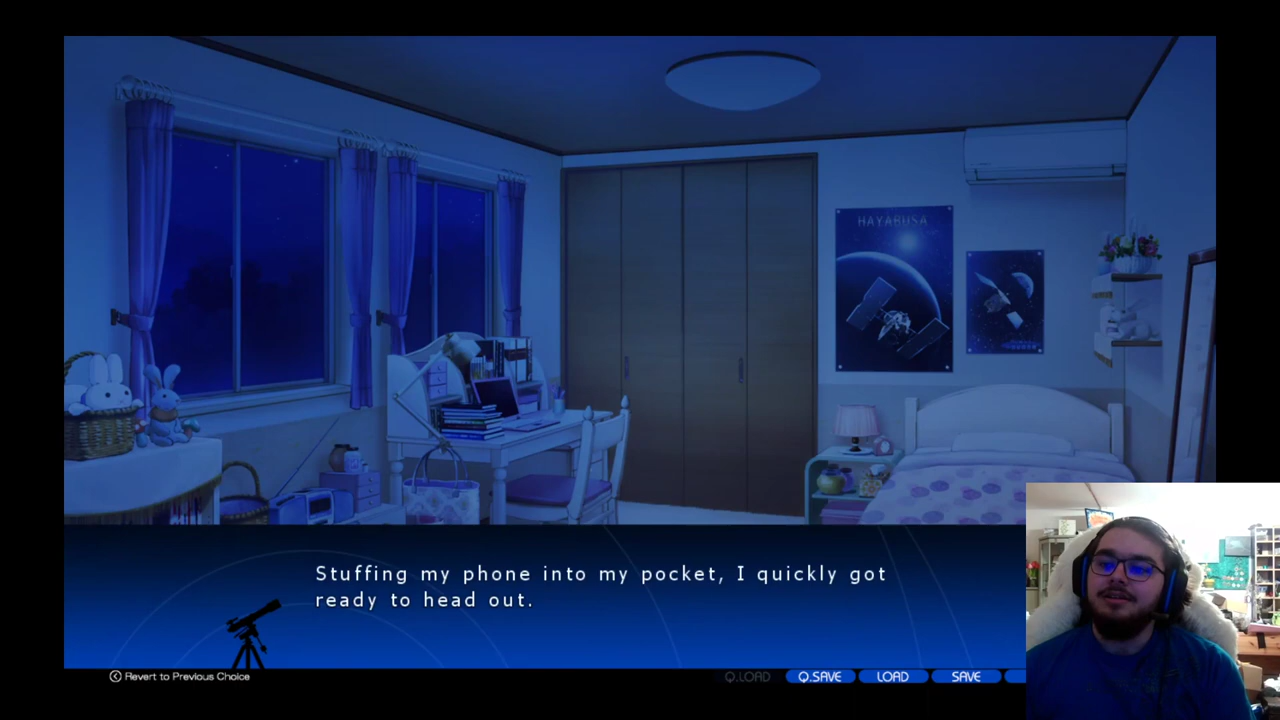 HAYABUSA
Stuffing my phone into my pocket, I quickly got
ready to head out.
Revert to Previous Choice
Q.LOAD
Q.SAVE
LOAD
SAVE